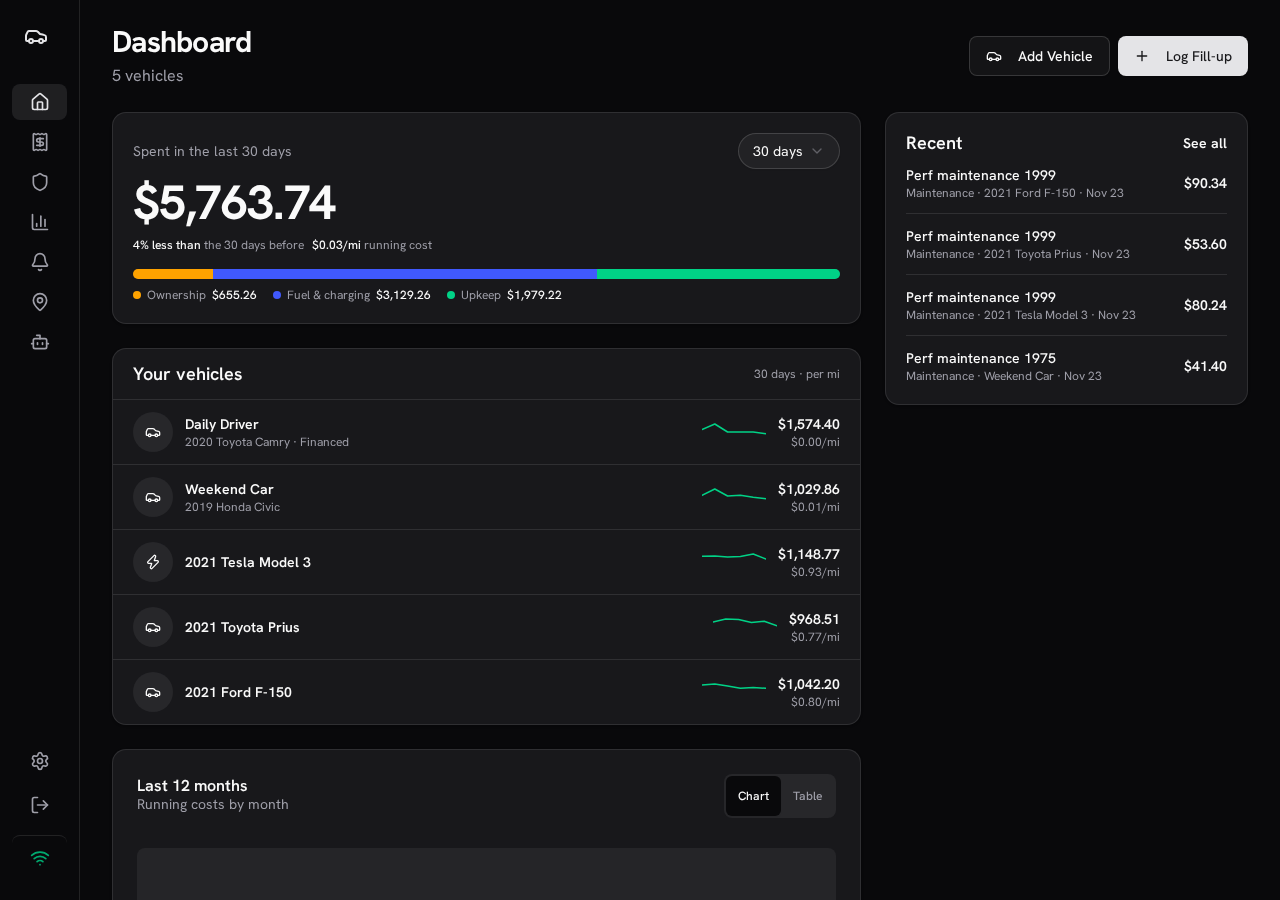 Dashboard
5 vehicles
Add Vehicle
Log Fill-up
Spent in the last 30 days
30 days
$5,763.74
4% less than the 30 days before $0.03/mi running cost
Ownership $655.26 Fuel & charging $3,129.26 Upkeep $1,979.22
Your vehicles
30 days · per mi
Daily Driver
2020 Toyota Camry · Financed
$1,574.40
$0.00/mi
Weekend Car
2019 Honda Civic
$1,029.86
$0.01/mi
2021 Tesla Model 3
$1,148.77
$0.93/mi
2021 Toyota Prius
$968.51
$0.77/mi
2021 Ford F-150
$1,042.20
$0.80/mi
Last 12 months
Running costs by month
Chart
Table
Recent
See all
Perf maintenance 1999
Maintenance · 2021 Ford F-150 · Nov 23
$90.34
Perf maintenance 1999
Maintenance · 2021 Toyota Prius · Nov 23
$53.60
Perf maintenance 1999
Maintenance · 2021 Tesla Model 3 · Nov 23
$80.24
Perf maintenance 1975
Maintenance · Weekend Car · Nov 23
$41.40